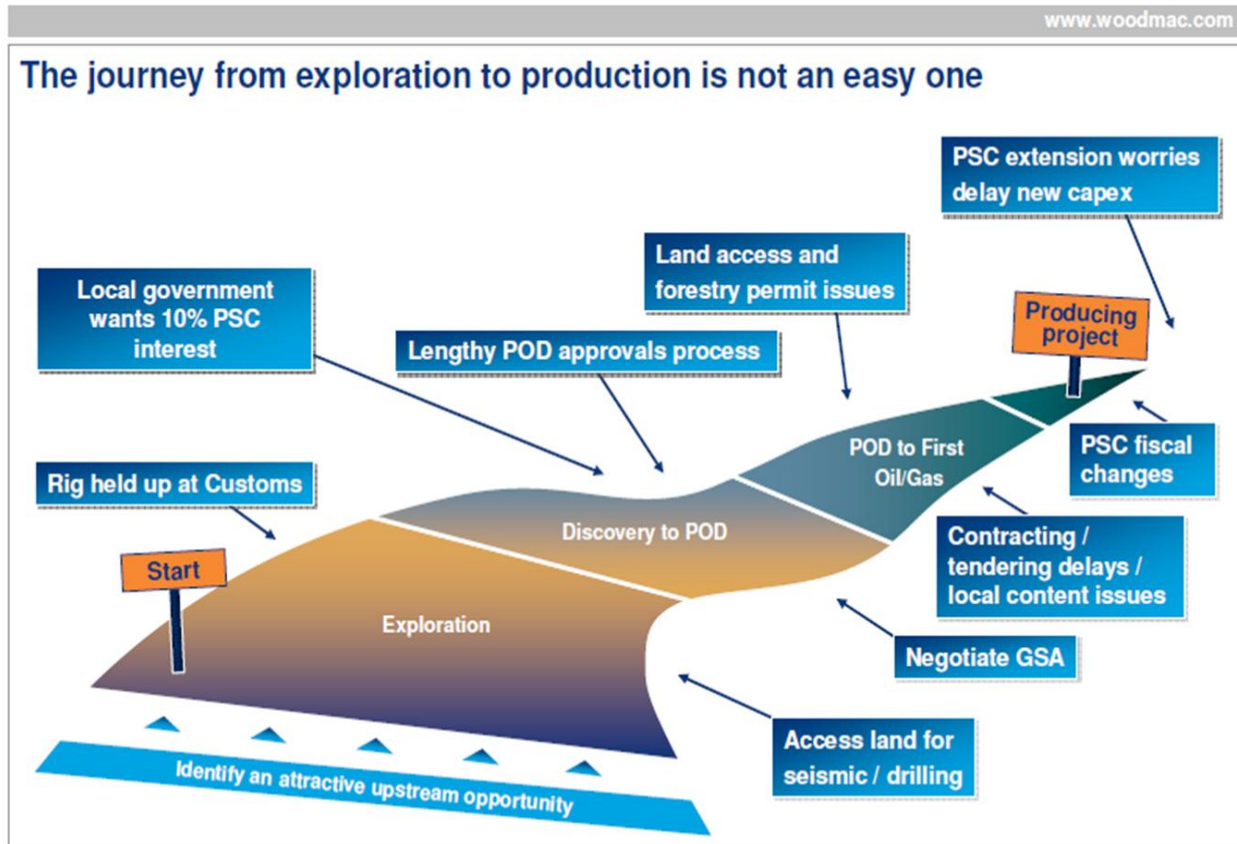 www.woodmac.com
The journey from exploration to production is not an easy one
PSC extension worries
delay new capex
Land access and
forestry permit issues
Local government
wants 10% PSC
interest
Producing
project
Lengthy POD approvals process
POD to First
Oil/Gas
PSC fiscal
changes
Rig held up at Customs
Discovery to POD
Contracting /
tendering delays /
local content issues
Start
Exploration
Negotiate GSA
Access land for
seismic / drilling
Identify an attractive upstream opportunity